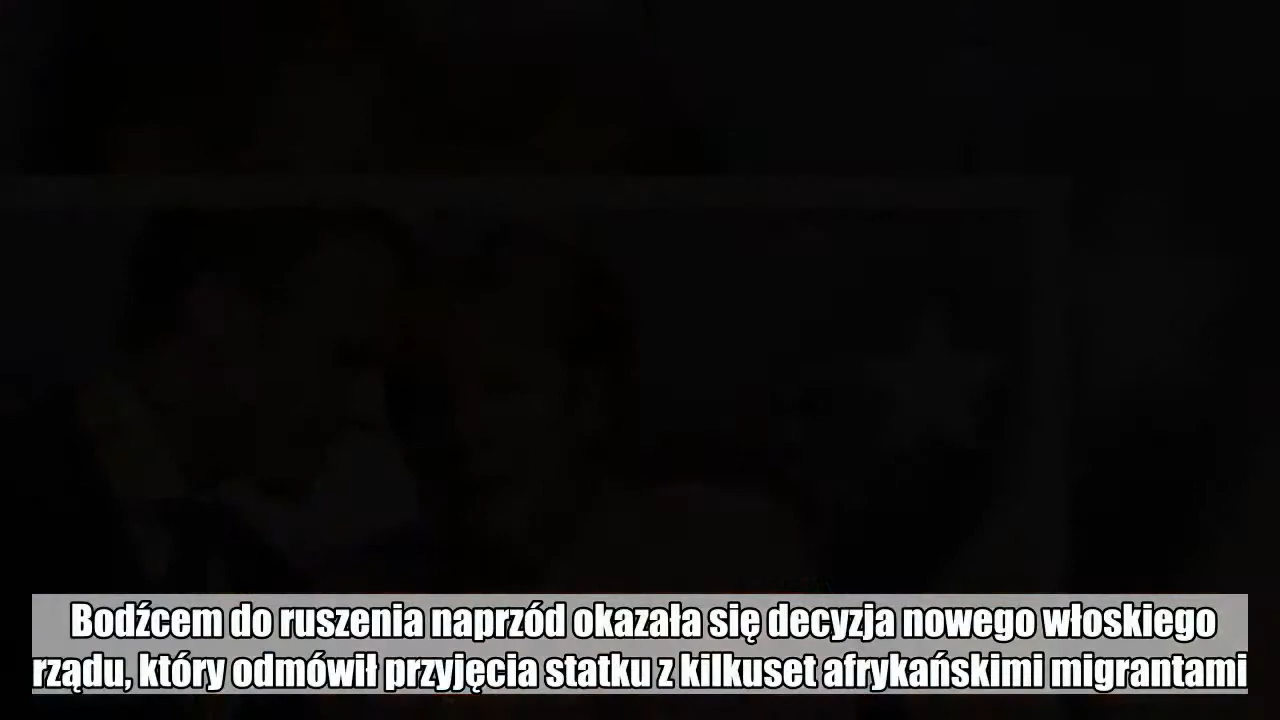 Bodźcem do ruszenia naprzód okazała się decyzja nowego włoskiego
rządu, który odmówił przyjęcia statku z kilkuset afrykańskimi migrantami